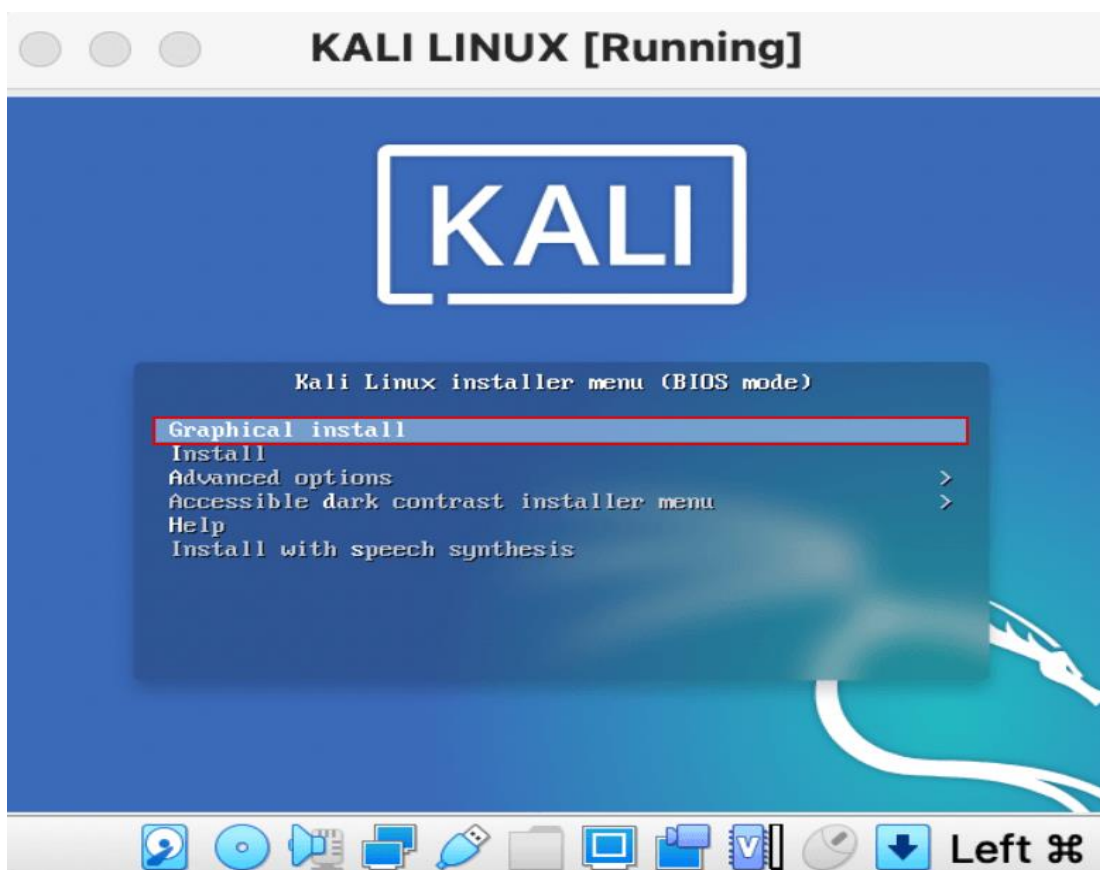 KALI LINUX [Running]
KALI
Kali Linux installer menu (BIOS mode)
Graphical install
Install
Advanced options >
Accessible dark contrast installer menu >
Help
Install with speech synthesis
V
Left ⌘